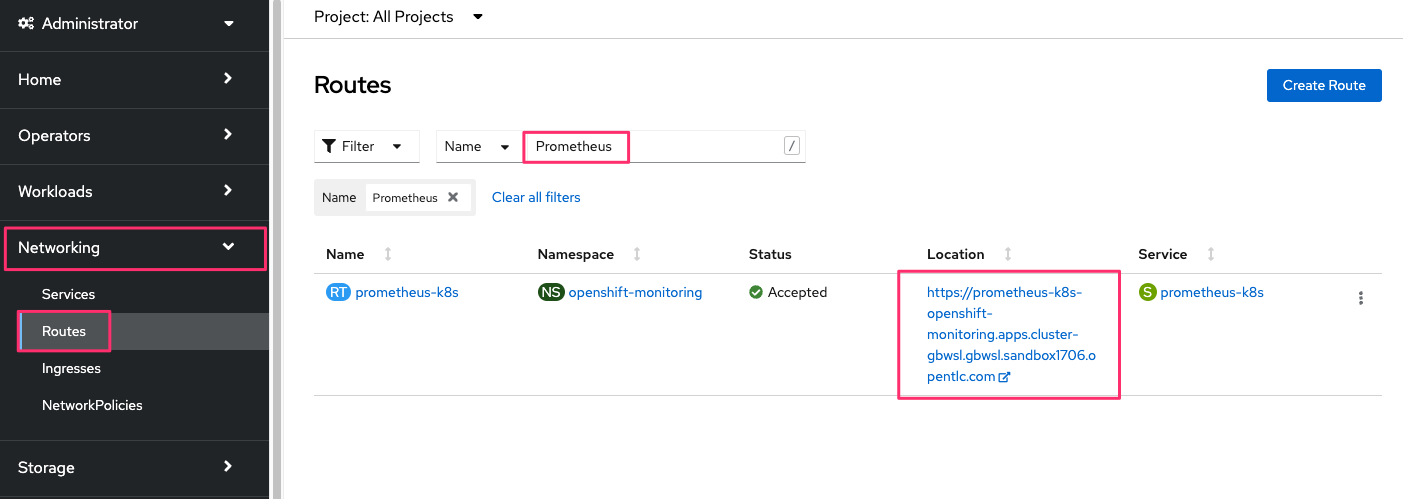 Administrator
Project: All Projects
Home
Operators
Workloads
Networking
Services
Routes
Ingresses
NetworkPolicies
Storage
Routes
Create Route
Filter
Name
Prometheus
/
Name Prometheus
Clear all filters
Name Namespace Status Location Service
RT prometheus-k8s
NS openshift-monitoring
Accepted
https://prometheus-k8s-
openshift-
monitoring.apps.cluster-
gbwsl.gbwsl.sandbox1706.o
pentlc.com
S prometheus-k8s